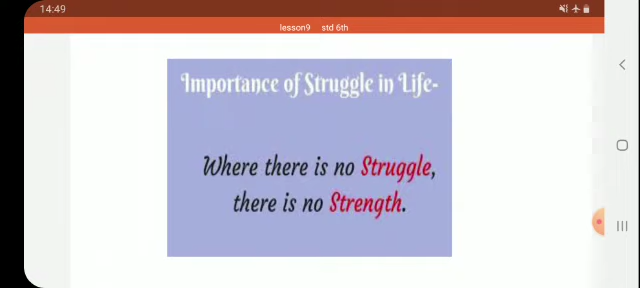 14:49
lesson9 std 6th
Importance of Struggle in Life-
Where there is no Struggle,
there is no Strength.